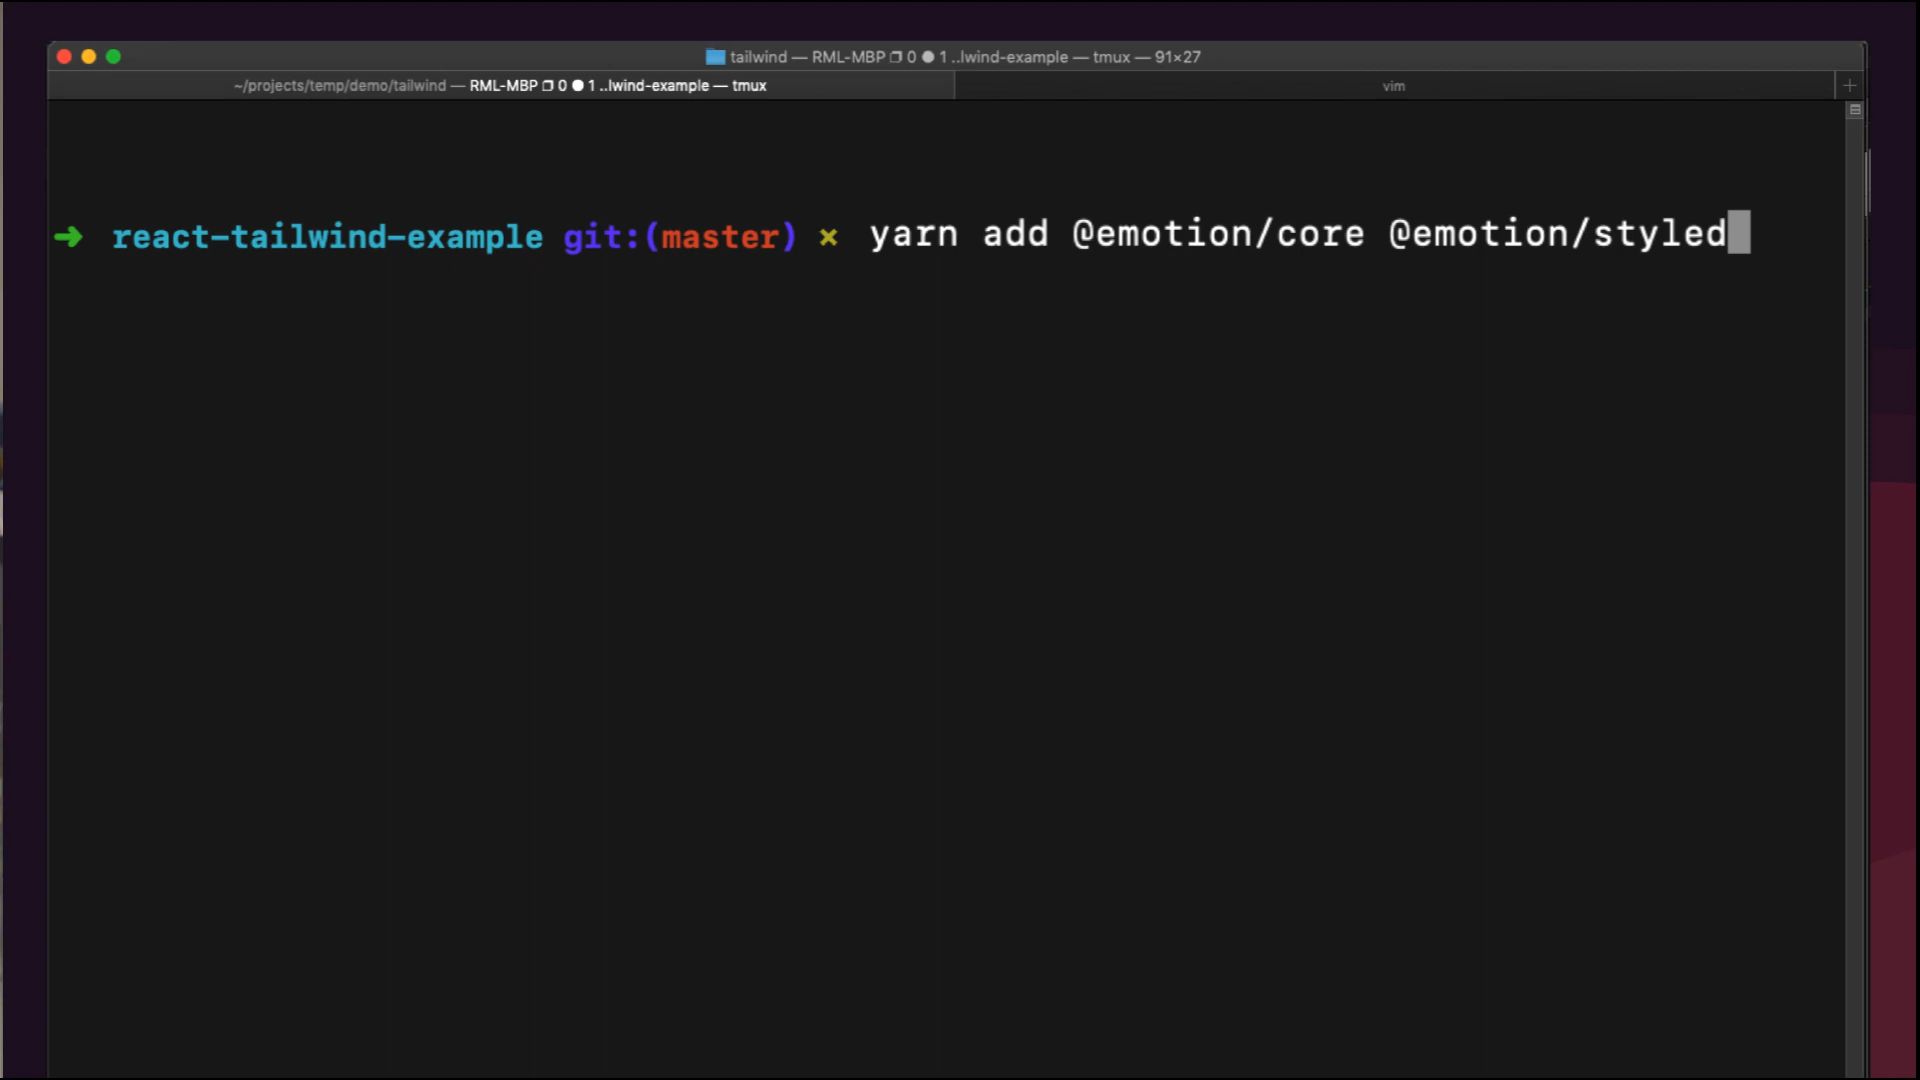 tailwind — RML-MBP ❐ 0 ● 1 ..lwind-example — tmux — 91×27
~/projects/temp/demo/tailwind — RML-MBP ❐ 0 ● 1 ..lwind-example — tmux
vim
➜ react-tailwind-example git:(master) ✗ yarn add @emotion/core @emotion/styled